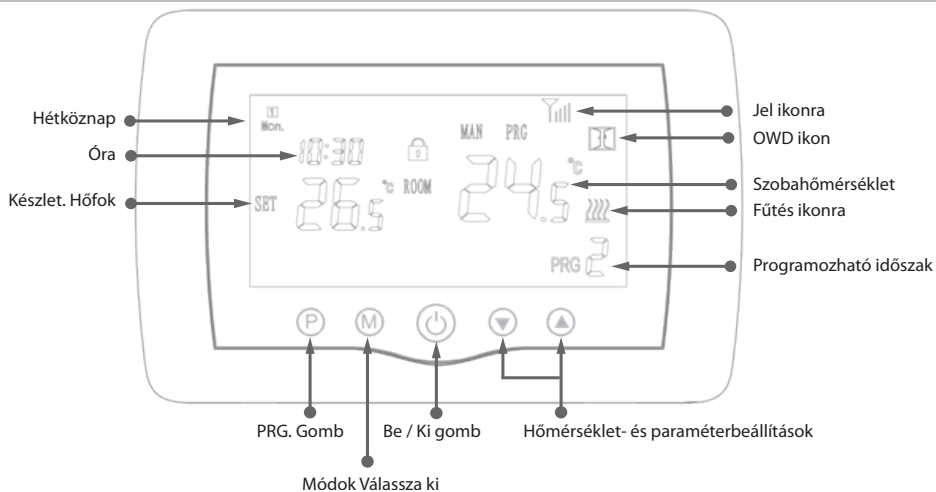 Hétköznap
Óra
Készlet. Hőfok
1
Mon.
10:30
SET
26.5 °C
ROOM
MAN PRG
24.5 °C
PRG 2
Jel ikonra
OWD ikon
Szobahőmérséklet
Fűtés ikonra
Programozható időszak
P
M
PRG. Gomb
Be / Ki gomb
Hőmérséklet- és paraméterbeállítások
Módok Válassza ki